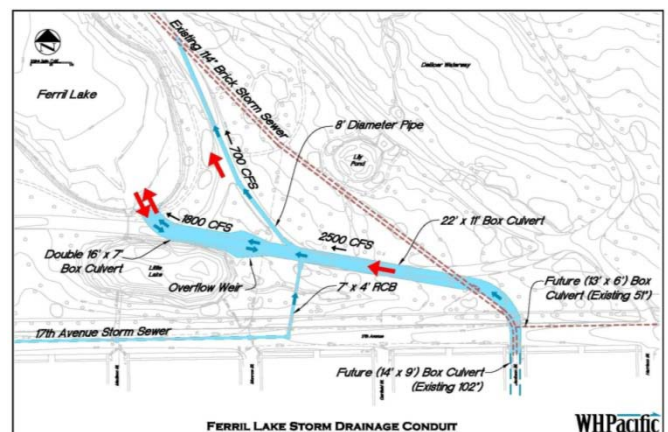 Ferril Lake
Existing 114" Brick Storm Sewer
8' Diameter Pipe
Lily
Pond
700 CFS
1800 CFS
2500 CFS
22' x 11' Box Culvert
Double 16' x 7'
Box Culvert
Little
Lake
Overflow Weir
7' x 4' RCB
Future (13' x 6') Box
Culvert (Existing 51")
17th Avenue Storm Sewer
17th Avenue
Future (14' x 9') Box Culvert
(Existing 102")
FERRIL LAKE STORM DRAINAGE CONDUIT
WHPacific